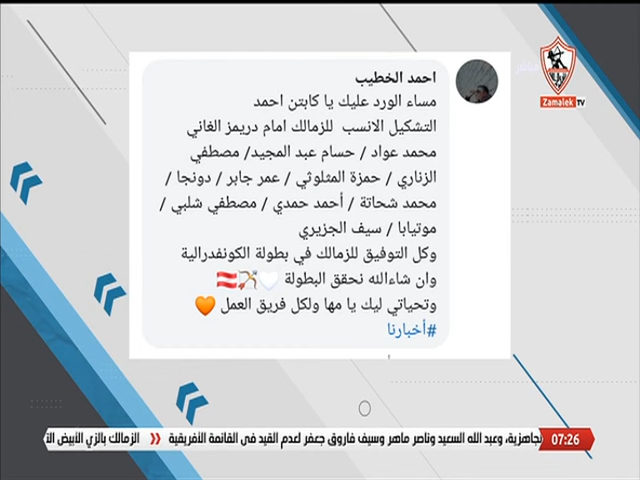 احمد الخطيب
مساء الورد عليك يا كابتن احمد
التشكيل الانسب للزمالك امام دريمز الغاني
محمد عواد / حسام عبد المجيد/ مصطفي
الزناري / حمزة المثلوثي / عمر جابر / دونجا /
محمد شحاتة / أحمد حمدي / مصطفي شلبي /
موتيابا / سيف الجزيري
وكل التوفيق للزمالك في بطولة الكونفدرالية
وان شاءالله نحقق البطولة 🤍🏹🇦🇹
وتحياتي ليك يا مها ولكل فريق العمل 🧡
#أخبارنا
مباشر
Zamalek TV
07:26
بجاهزية، وعبد الله السعيد وناصر ماهر وسيف فاروق جعفر لعدم القيد فى القائمة الأفريقية » الزمالك بالزي الأبيض الت